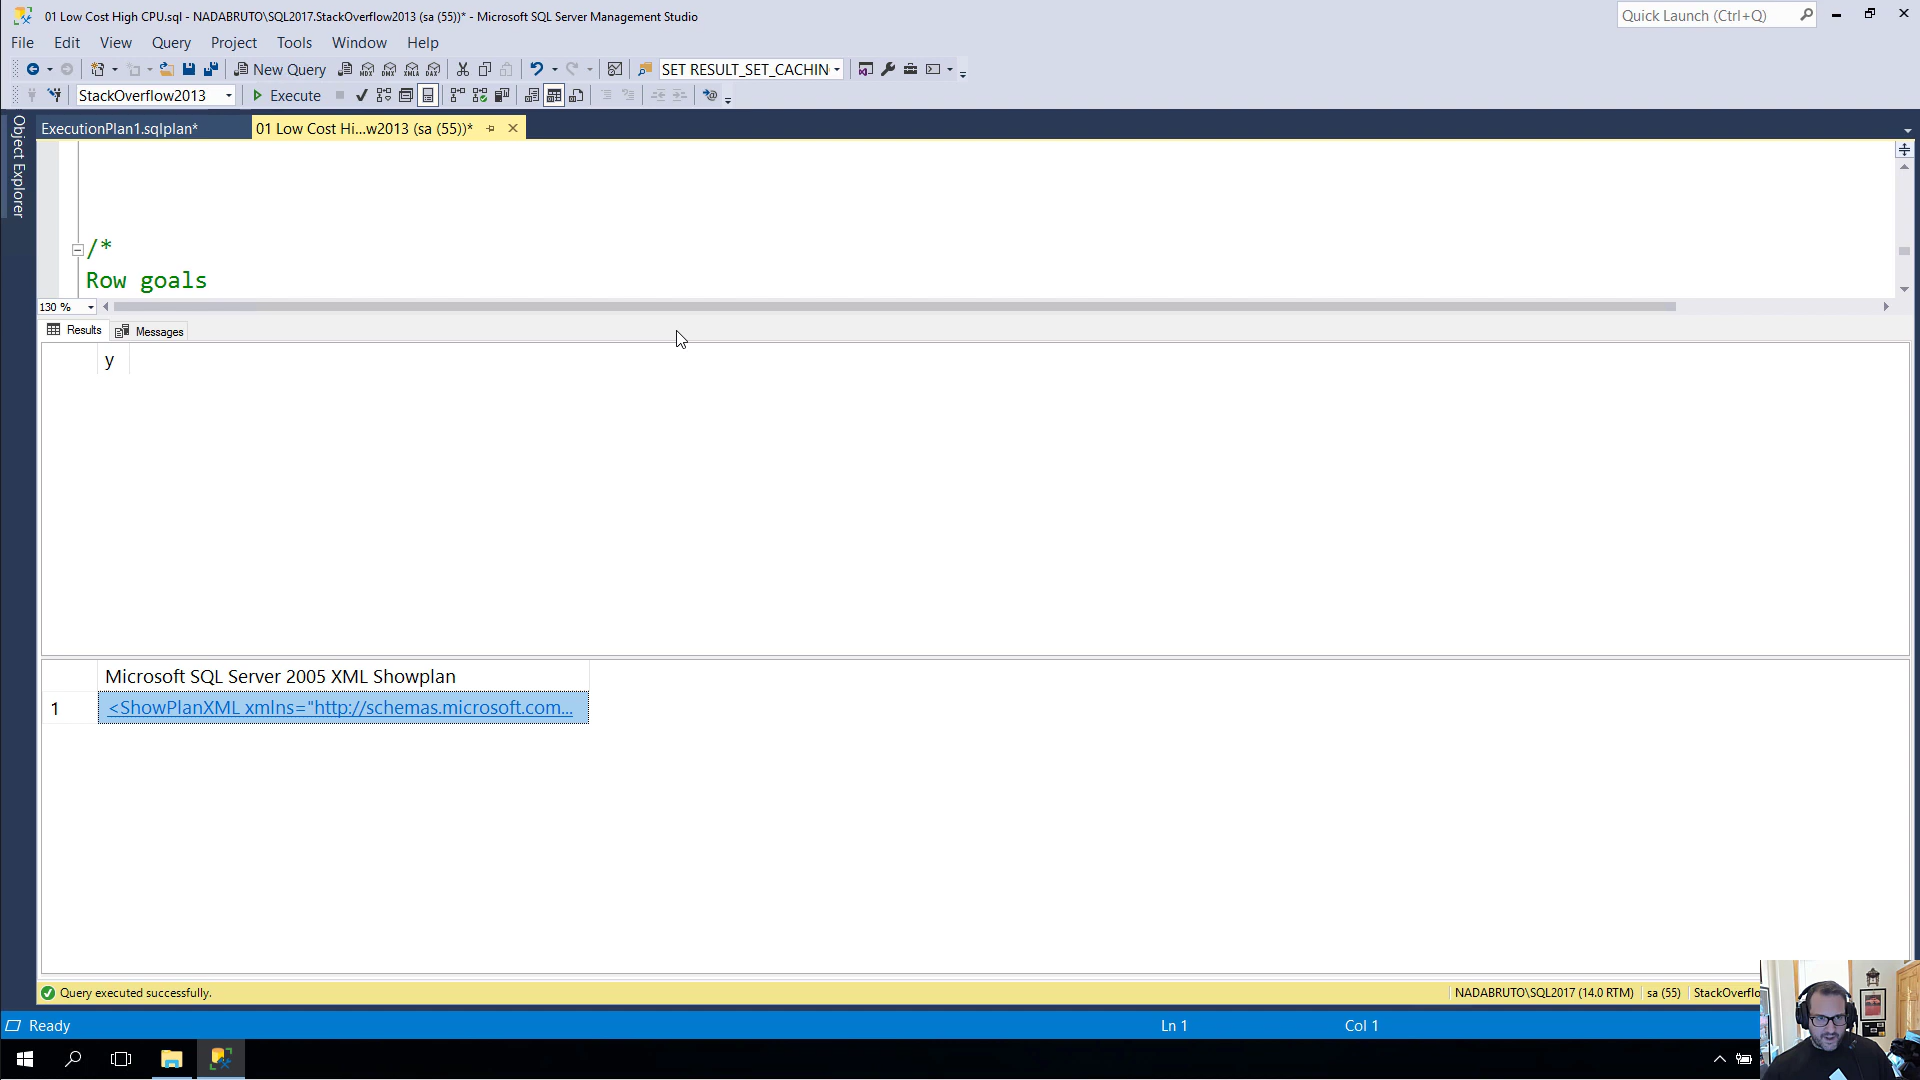 01 Low Cost High CPU.sql - NADABRUTO\SQL2017.StackOverflow2013 (sa (55))* - Microsoft SQL Server Management Studio
Quick Launch (Ctrl+Q)
File Edit View Query Project Tools Window Help
New Query
MDX DMX XMLA DAX
SET RESULT_SET_CACHIN
StackOverflow2013
Execute
ExecutionPlan1.sqlplan*
01 Low Cost Hi...w2013 (sa (55))*
Object Explorer
/*
Row goals
130 %
Results
Messages
y
Microsoft SQL Server 2005 XML Showplan
1
<ShowPlanXML xmlns="http://schemas.microsoft.com...
Query executed successfully.
NADABRUTO\SQL2017 (14.0 RTM)
sa (55)
StackOverflo
Ready
Ln 1
Col 1